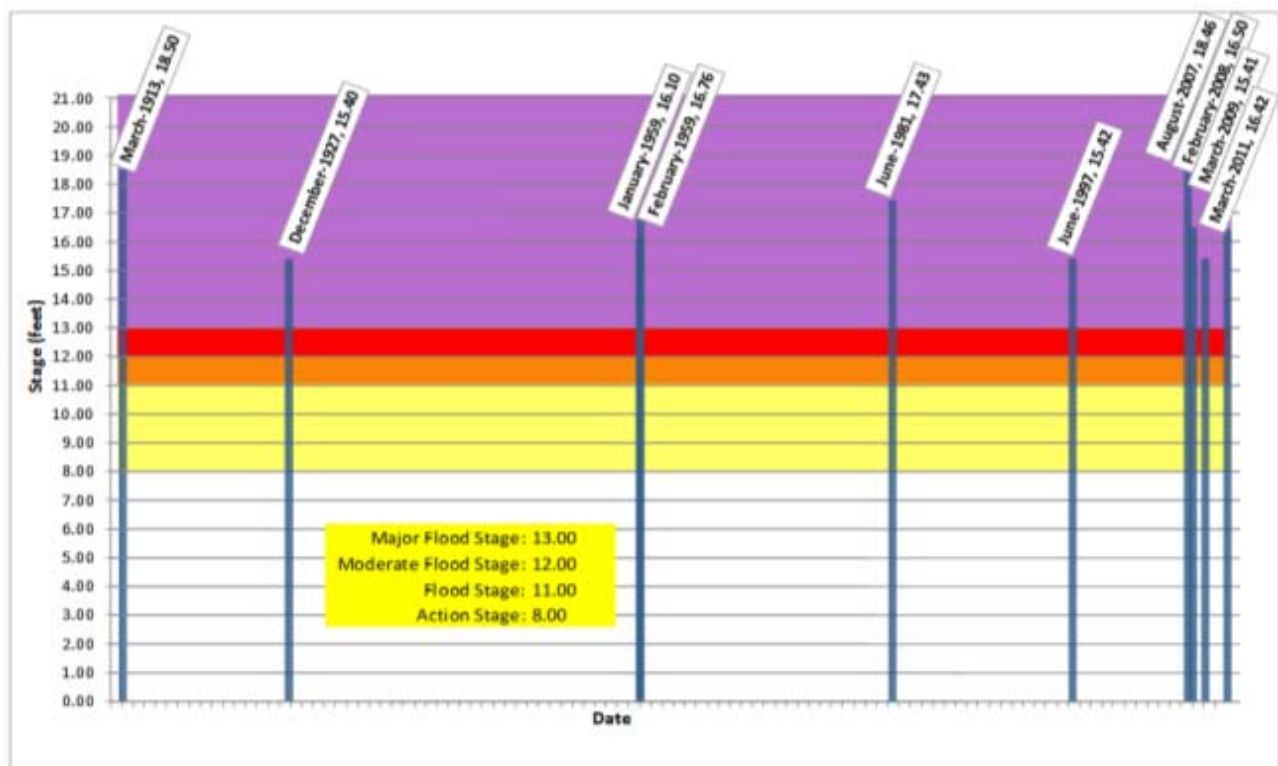 March-1913, 18.50
December-1927, 15.40
January-1959, 16.10
February-1959, 16.76
June-1981, 17.43
June-1997, 15.42
August-2007, 18.46
February-2008, 16.50
March-2009, 15.41
March-2011, 16.42
Stage (feet)
21.00
20.00
19.00
18.00
17.00
16.00
15.00
14.00
13.00
12.00
11.00
10.00
9.00
8.00
7.00
6.00
5.00
4.00
3.00
2.00
1.00
0.00
Major Flood Stage: 13.00
Moderate Flood Stage: 12.00
Flood Stage: 11.00
Action Stage: 8.00
Date